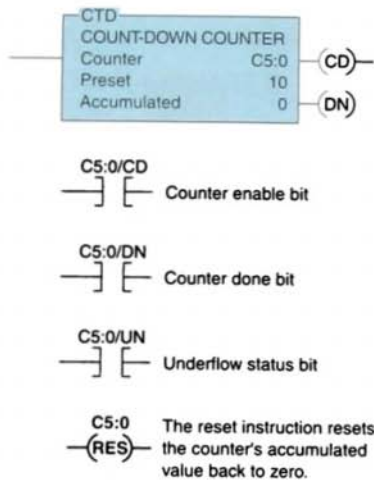 CTD
COUNT-DOWN COUNTER
Counter C5:0 (CD)
Preset 10
Accumulated 0 (DN)
C5:0/CD
Counter enable bit
C5:0/DN
Counter done bit
C5:0/UN
Underflow status bit
C5:0
(RES)
The reset instruction resets
the counter's accumulated
value back to zero.